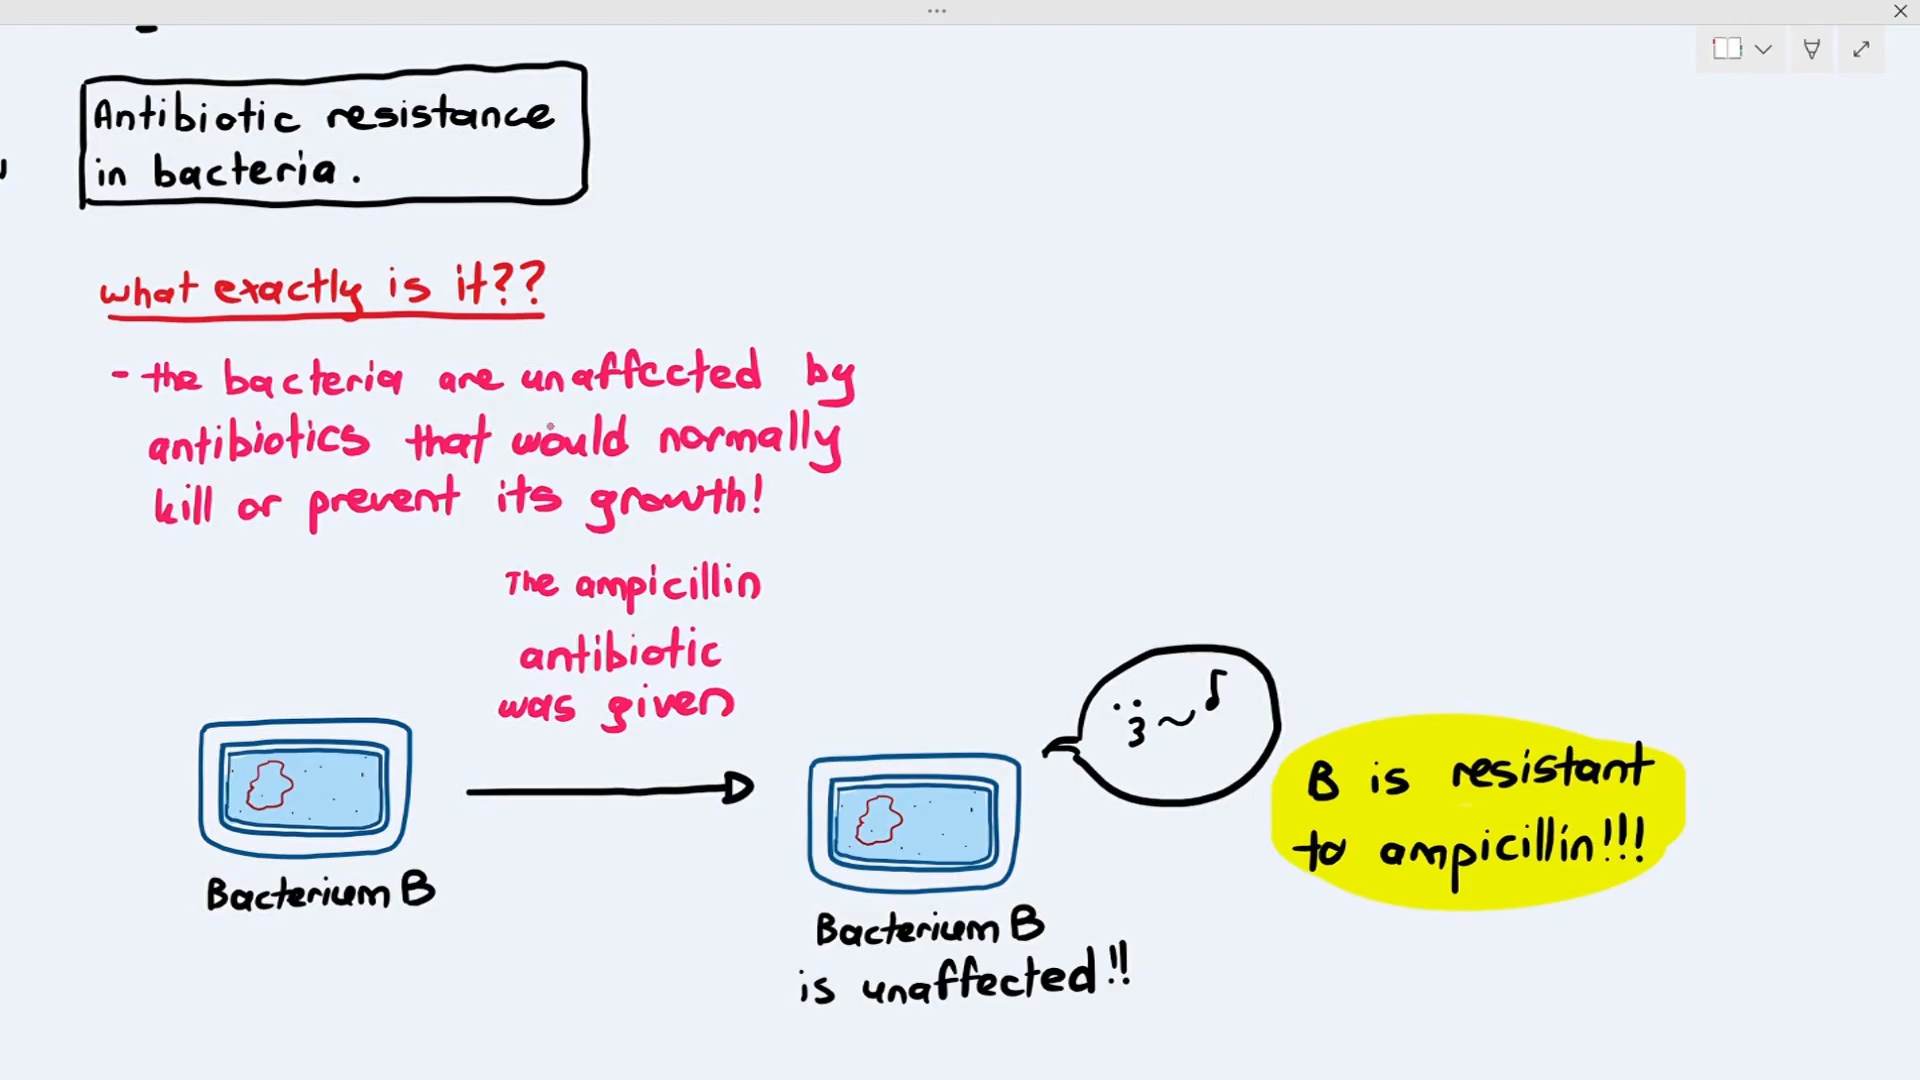 Antibiotic resistance
in bacteria.
what exactly is it??
- the bacteria are unaffected by
antibiotics that would normally
kill or prevent its growth!
The ampicillin
antibiotic
was given
Bacterium B
Bacterium B
is unaffected!!
B is resistant
to ampicillin!!!